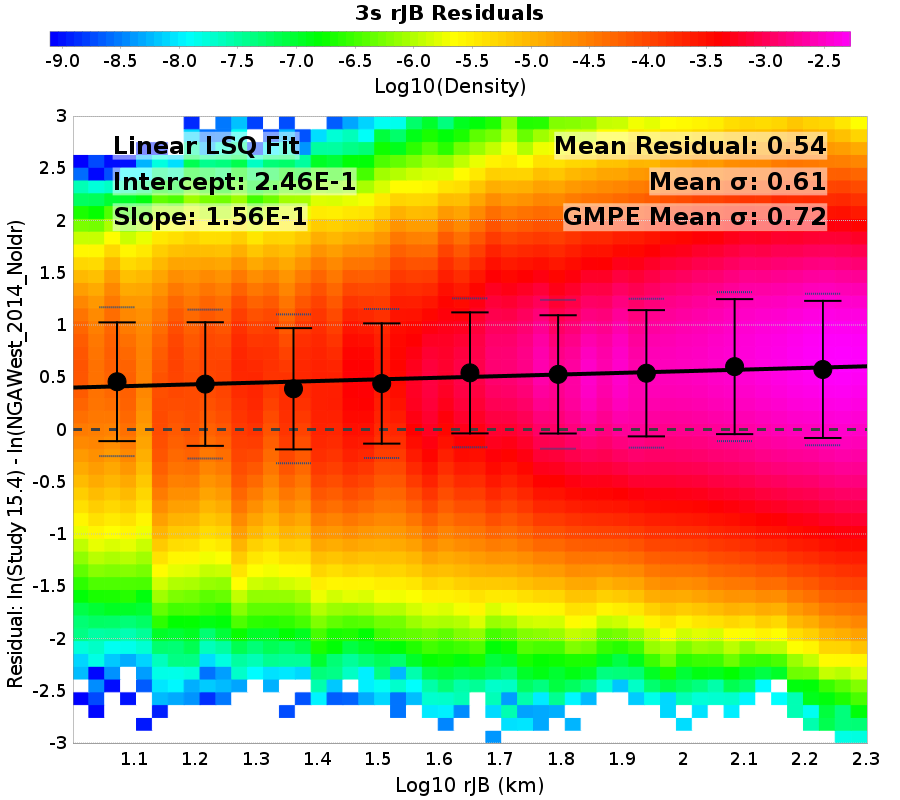 3s rJB Residuals
-9.0 -8.5 -8.0 -7.5 -7.0 -6.5 -6.0 -5.5 -5.0 -4.5 -4.0 -3.5 -3.0 -2.5
Log10(Density)
Linear LSQ Fit
Intercept: 2.46E-1
Slope: 1.56E-1
Mean Residual: 0.54
Mean σ: 0.61
GMPE Mean σ: 0.72
Residual: ln(Study 15.4) - ln(NGAWest_2014_NoIdr)
3
2.5
2
1.5
1
0.5
0
-0.5
-1
-1.5
-2
-2.5
-3
1.1 1.2 1.3 1.4 1.5 1.6 1.7 1.8 1.9 2 2.1 2.2 2.3
Log10 rJB (km)